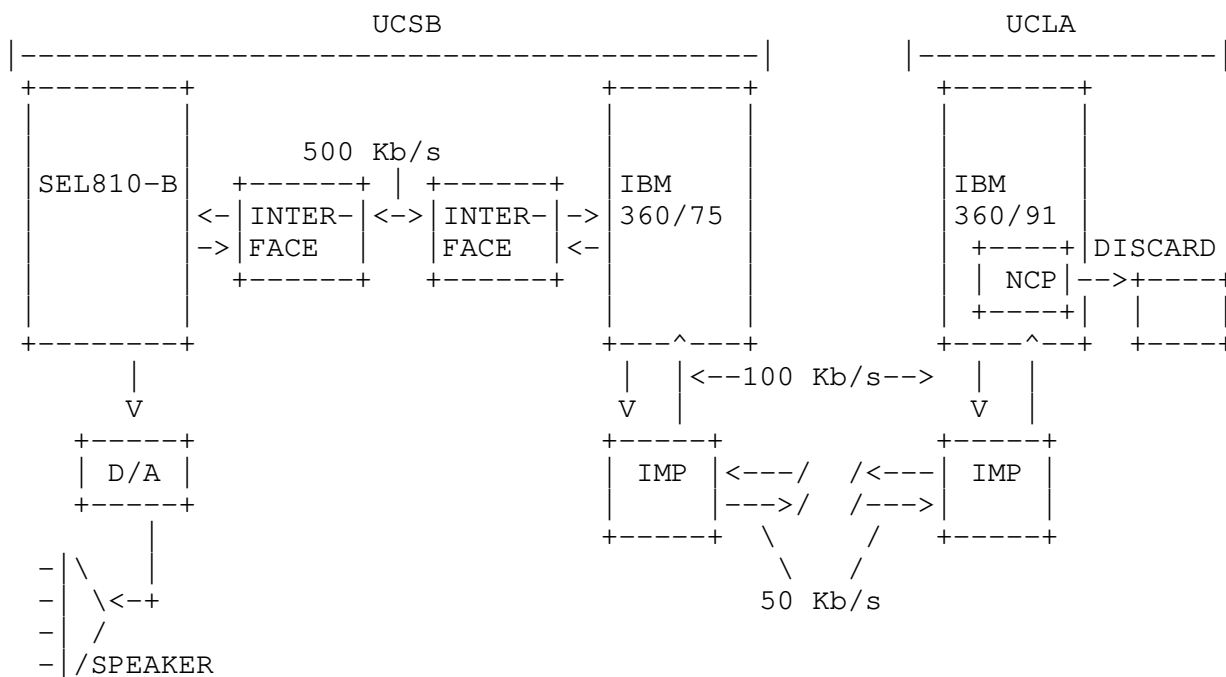 UCSB UCLA
500 Kb/s
SEL810-B IBM IBM
INTER- INTER- 360/75 360/91
FACE FACE DISCARD
NCP
<--100 Kb/s-->
V V V
D/A IMP IMP
50 Kb/s
SPEAKER